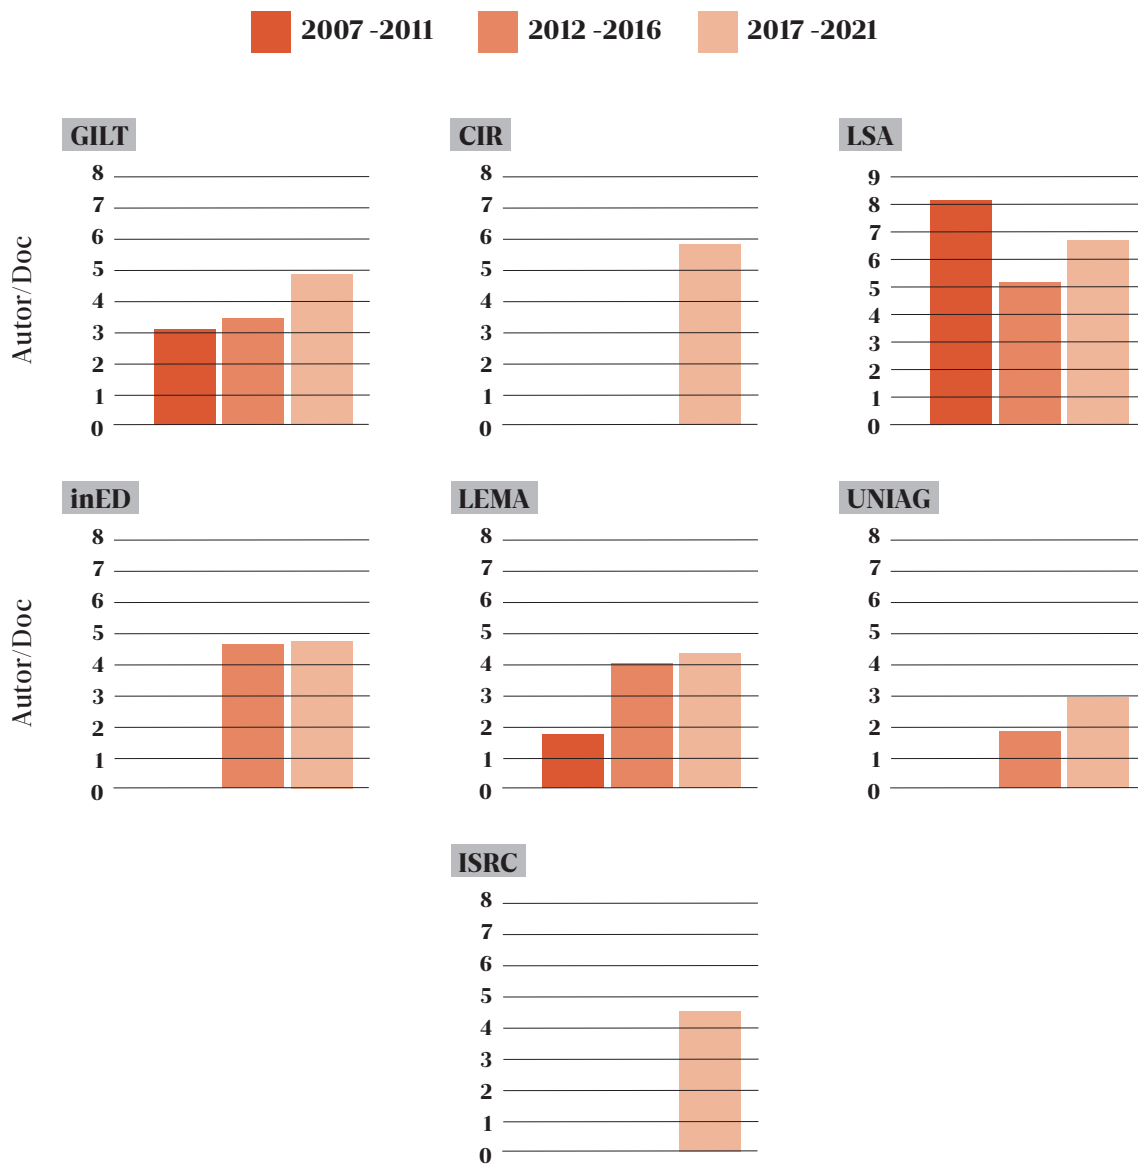 2007 -2011 2012 -2016 2017 -2021
GILT CIR LSA
8 8 9
7 7 8
6 6 7
5 5 6
4 4 5
3 3 4
2 2 3
1 1 2
0 0 1
0
Autor/Doc
inED LEMA UNIAG
8 8 8
7 7 7
6 6 6
5 5 5
4 4 4
3 3 3
2 2 2
1 1 1
0 0 0
Autor/Doc
ISRC
8
7
6
5
4
3
2
1
0